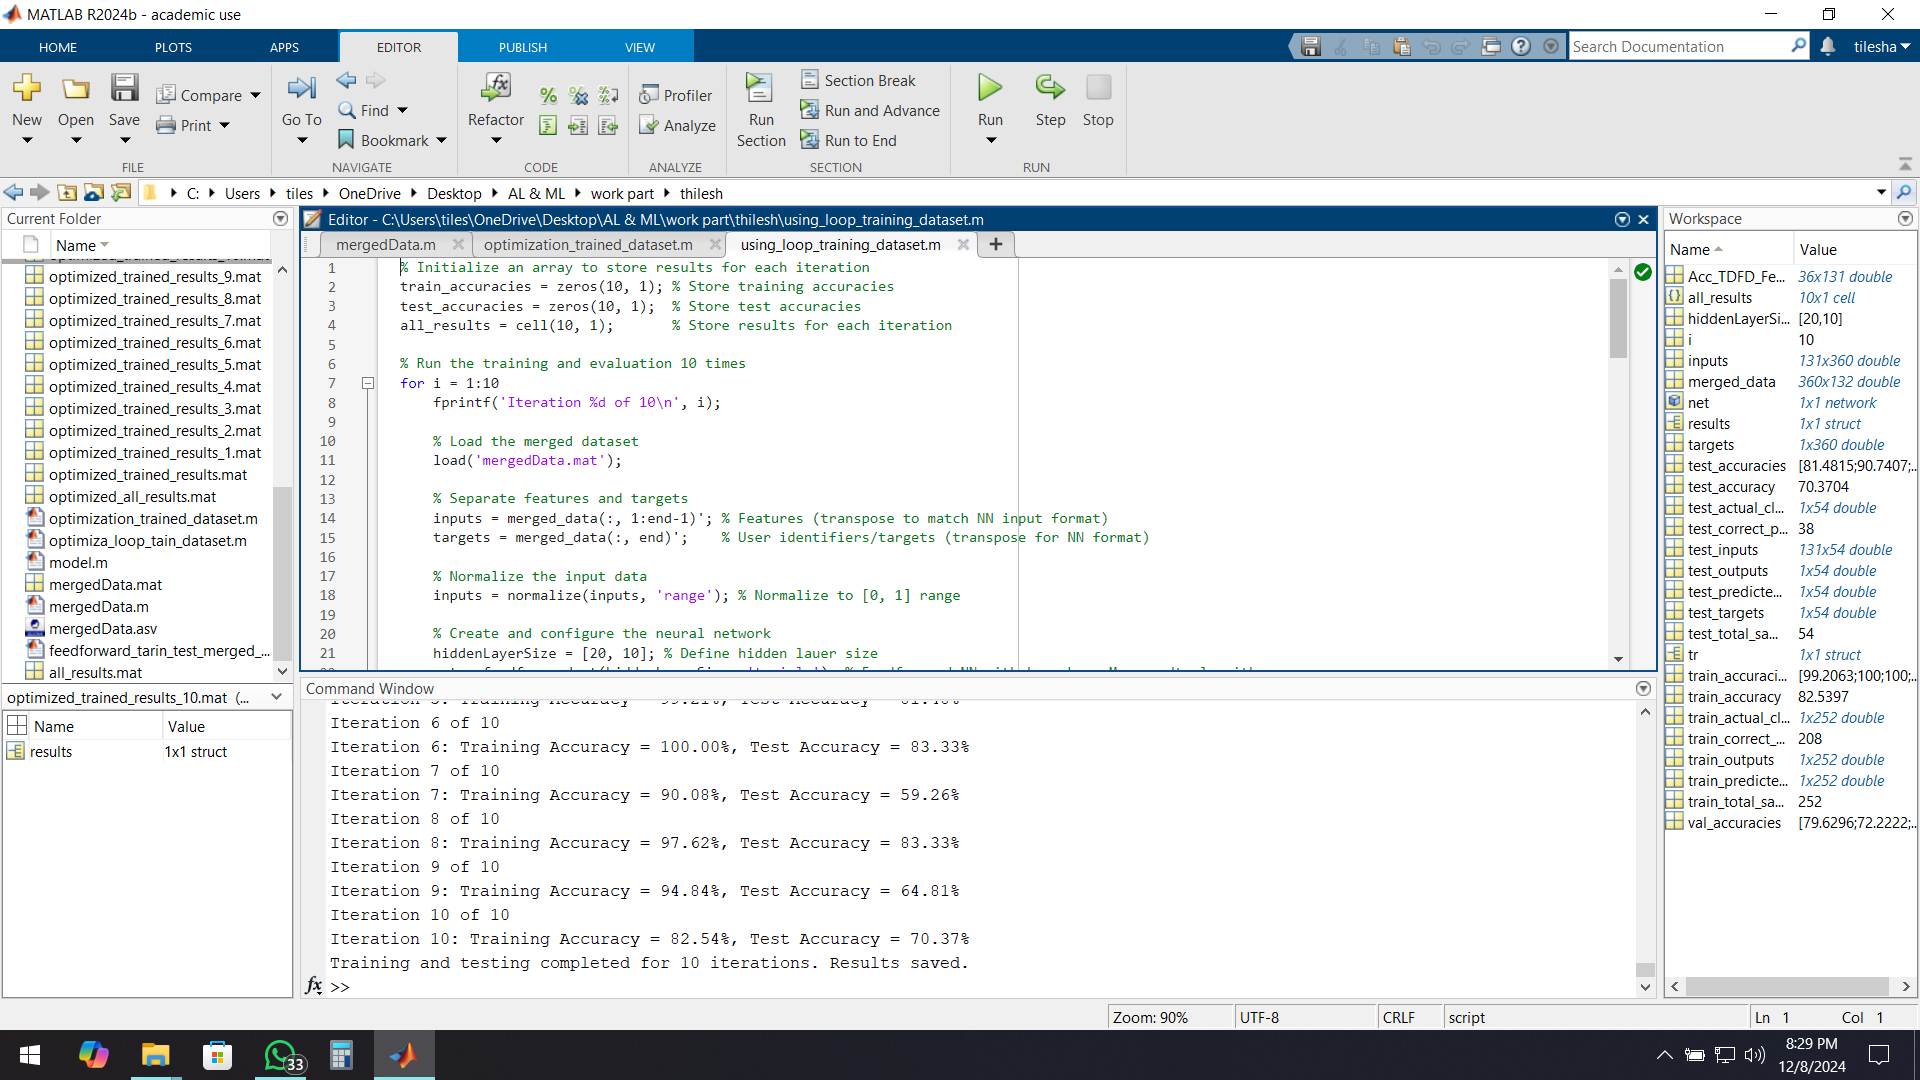 MATLAB R2024b - academic use
HOME PLOTS APPS EDITOR PUBLISH VIEW
Search Documentation
tilesha
New Open Save Compare Print
FILE
Go To Find Bookmark
NAVIGATE
Refactor
CODE
Profiler Analyze
ANALYZE
Run Section
Section Break
Run and Advance
Run to End
SECTION
Run Step Stop
RUN
C: Users tiles OneDrive Desktop AL & ML work part thilesh
Current Folder
Name
optimized_trained_results_9.mat
optimized_trained_results_8.mat
optimized_trained_results_7.mat
optimized_trained_results_6.mat
optimized_trained_results_5.mat
optimized_trained_results_4.mat
optimized_trained_results_3.mat
optimized_trained_results_2.mat
optimized_trained_results_1.mat
optimized_trained_results.mat
optimized_all_results.mat
optimization_trained_dataset.m
optimiza_loop_tain_dataset.m
model.m
mergedData.mat
mergedData.m
mergedData.asv
feedforward_tarin_test_merged_...
all_results.mat
optimized_trained_results_10.mat (...
Name Value
results 1x1 struct
Editor - C:\Users\tiles\OneDrive\Desktop\AL & ML\work part\thilesh\using_loop_training_dataset.m
mergedData.m optimization_trained_dataset.m using_loop_training_dataset.m
1 % Initialize an array to store results for each iteration
2 train_accuracies = zeros(10, 1); % Store training accuracies
3 test_accuracies = zeros(10, 1); % Store test accuracies
4 all_results = cell(10, 1); % Store results for each iteration
5
6 % Run the training and evaluation 10 times
7 for i = 1:10
8 fprintf('Iteration %d of 10\n', i);
9
10 % Load the merged dataset
11 load('mergedData.mat');
12
13 % Separate features and targets
14 inputs = merged_data(:, 1:end-1)'; % Features (transpose to match NN input format)
15 targets = merged_data(:, end)'; % User identifiers/targets (transpose for NN format)
16
17 % Normalize the input data
18 inputs = normalize(inputs, 'range'); % Normalize to [0, 1] range
19
20 % Create and configure the neural network
21 hiddenLayerSize = [20, 10]; % Define hidden lauer size
Command Window
Iteration 6 of 10
Iteration 6: Training Accuracy = 100.00%, Test Accuracy = 83.33%
Iteration 7 of 10
Iteration 7: Training Accuracy = 90.08%, Test Accuracy = 59.26%
Iteration 8 of 10
Iteration 8: Training Accuracy = 97.62%, Test Accuracy = 83.33%
Iteration 9 of 10
Iteration 9: Training Accuracy = 94.84%, Test Accuracy = 64.81%
Iteration 10 of 10
Iteration 10: Training Accuracy = 82.54%, Test Accuracy = 70.37%
Training and testing completed for 10 iterations. Results saved.
fx >>
Workspace
Name Value
Acc_TDFD_Fe... 36x131 double
all_results 10x1 cell
hiddenLayerSi... [20,10]
i 10
inputs 131x360 double
merged_data 360x132 double
net 1x1 network
results 1x1 struct
targets 1x360 double
test_accuracies [81.4815;90.7407;...
test_accuracy 70.3704
test_actual_cl... 1x54 double
test_correct_p... 38
test_inputs 131x54 double
test_outputs 1x54 double
test_predicte... 1x54 double
test_targets 1x54 double
test_total_sa... 54
tr 1x1 struct
train_accuraci... [99.2063;100;100;...
train_accuracy 82.5397
train_actual_cl... 1x252 double
train_correct_... 208
train_outputs 1x252 double
train_predicte... 1x252 double
train_total_sa... 252
val_accuracies [79.6296;72.2222;...
Zoom: 90% UTF-8 CRLF script Ln 1 Col 1
33
8:29 PM
12/8/2024